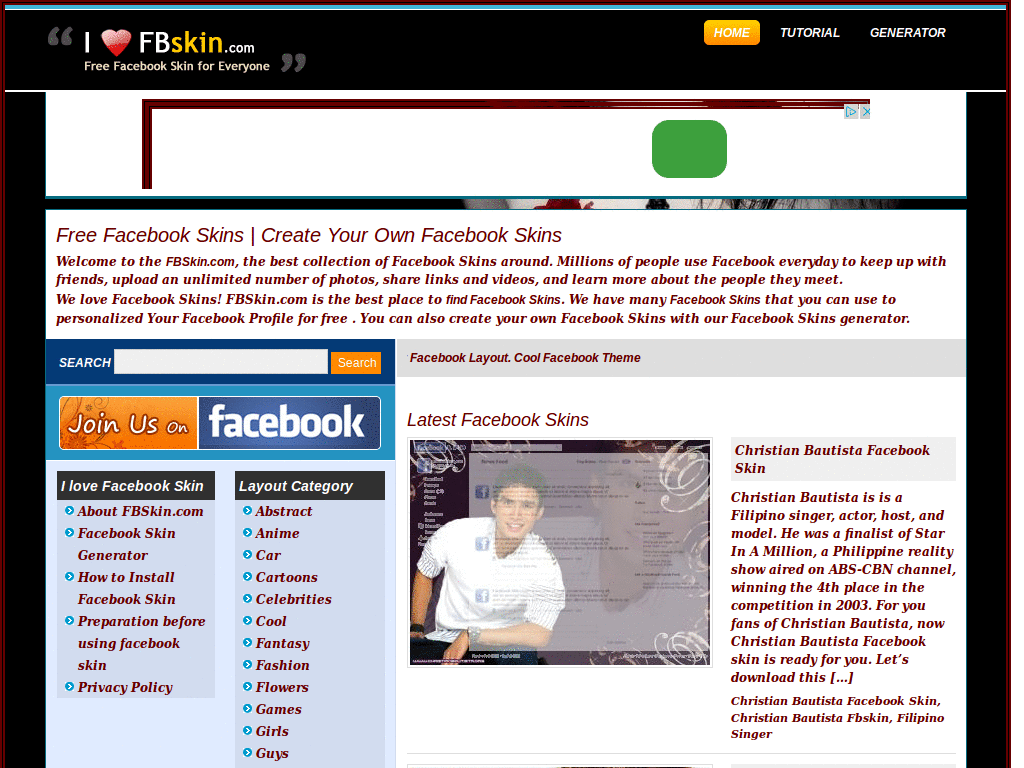 I FBskin.com
Free Facebook Skin for Everyone
HOME TUTORIAL GENERATOR
Free Facebook Skins | Create Your Own Facebook Skins
Welcome to the FBSkin.com, the best collection of Facebook Skins around. Millions of people use Facebook everyday to keep up with
friends, upload an unlimited number of photos, share links and videos, and learn more about the people they meet.
We love Facebook Skins! FBSkin.com is the best place to find Facebook Skins. We have many Facebook Skins that you can use to
personalized Your Facebook Profile for free . You can also create your own Facebook Skins with our Facebook Skins generator.
SEARCH Search
Facebook Layout. Cool Facebook Theme
Join Us On facebook
I love Facebook Skin
About FBSkin.com
Facebook Skin
Generator
How to Install
Facebook Skin
Preparation before
using facebook
skin
Privacy Policy
Layout Category
Abstract
Anime
Car
Cartoons
Celebrities
Cool
Fantasy
Fashion
Flowers
Games
Girls
Guys
Latest Facebook Skins
Christian Bautista Facebook
Skin
Christian Bautista is is a
Filipino singer, actor, host, and
model. He was a finalist of Star
In A Million, a Philippine reality
show aired on ABS-CBN channel,
winning the 4th place in the
competition in 2003. For you
fans of Christian Bautista, now
Christian Bautista Facebook
skin is ready for you. Let’s
download this [...]
Christian Bautista Facebook Skin,
Christian Bautista Fbskin, Filipino
Singer